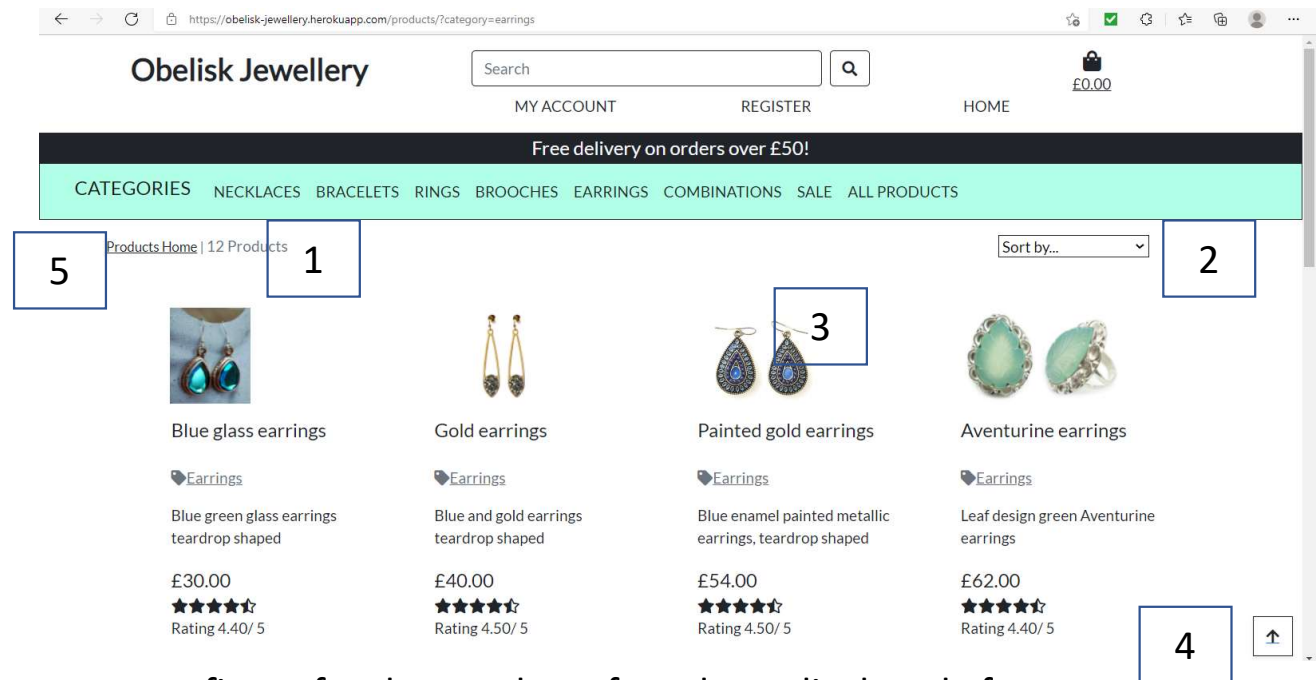 https://obelisk-jewellery.herokuapp.com/products/?category=earrings
Obelisk Jewellery
Search
£0.00
MY ACCOUNT REGISTER HOME
Free delivery on orders over £50!
CATEGORIES NECKLACES BRACELETS RINGS BROOCHES EARRINGS COMBINATIONS SALE ALL PRODUCTS
5
Products Home | 12 Products
1
Sort by...
2
3
Blue glass earrings
Earrings
Blue green glass earrings
teardrop shaped
£30.00
Rating 4.40/ 5
Gold earrings
Earrings
Blue and gold earrings
teardrop shaped
£40.00
Rating 4.50/ 5
Painted gold earrings
Earrings
Blue enamel painted metallic
earrings, teardrop shaped
£54.00
Rating 4.50/ 5
Aventurine earrings
Earrings
Leaf design green Aventurine
earrings
£62.00
Rating 4.40/ 5
4